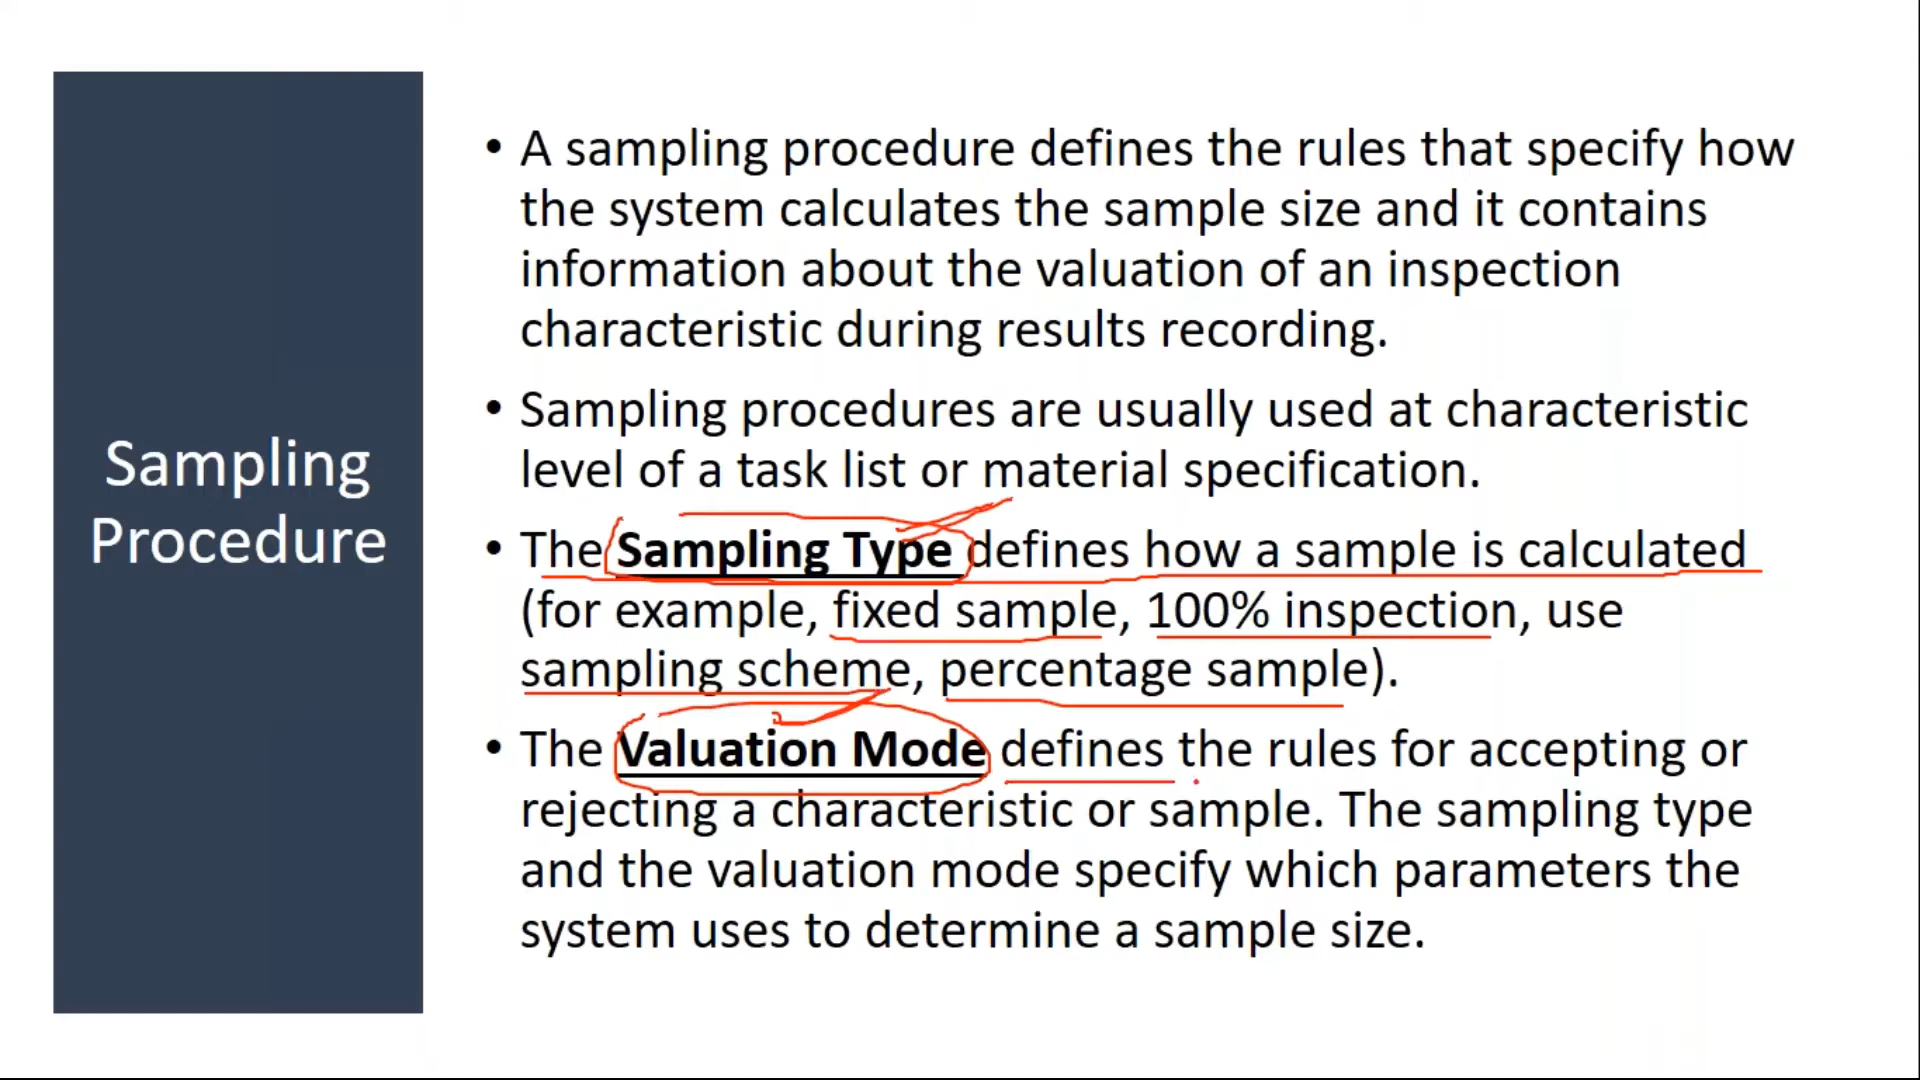 Sampling
Procedure
• A sampling procedure defines the rules that specify how
the system calculates the sample size and it contains
information about the valuation of an inspection
characteristic during results recording.
• Sampling procedures are usually used at characteristic
level of a task list or material specification.
• The Sampling Type defines how a sample is calculated
(for example, fixed sample, 100% inspection, use
sampling scheme, percentage sample).
• The Valuation Mode defines the rules for accepting or
rejecting a characteristic or sample. The sampling type
and the valuation mode specify which parameters the
system uses to determine a sample size.